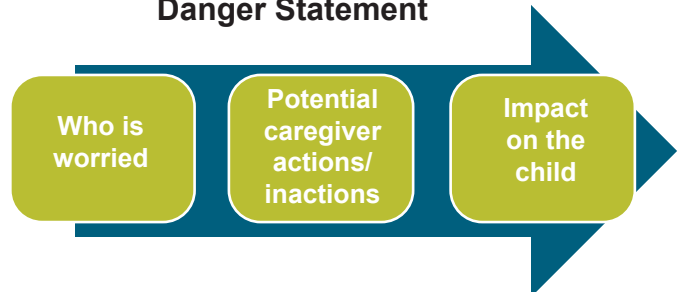 Danger Statement
Who is
worried
Potential
caregiver
actions/
inactions
Impact
on the
child